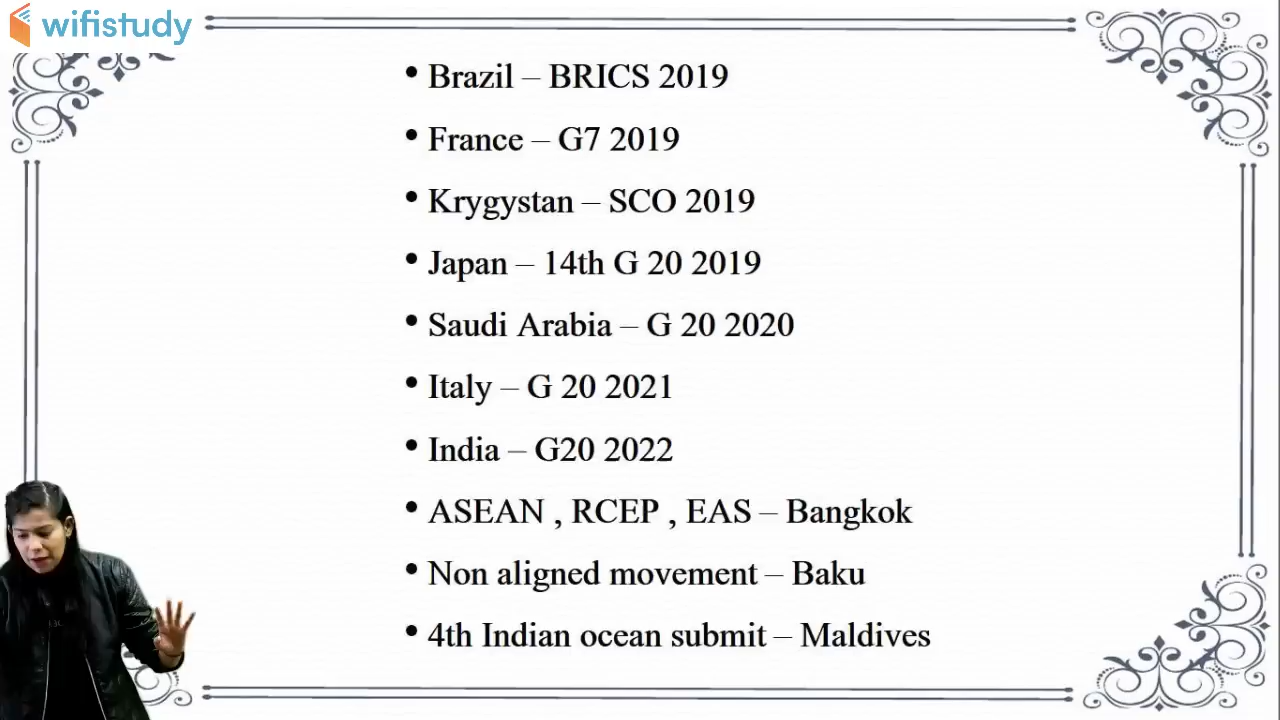 wifistudy
• Brazil – BRICS 2019
• France – G7 2019
• Krygystan – SCO 2019
• Japan – 14th G 20 2019
• Saudi Arabia – G 20 2020
• Italy – G 20 2021
• India – G20 2022
• ASEAN , RCEP , EAS – Bangkok
• Non aligned movement – Baku
• 4th Indian ocean submit – Maldives